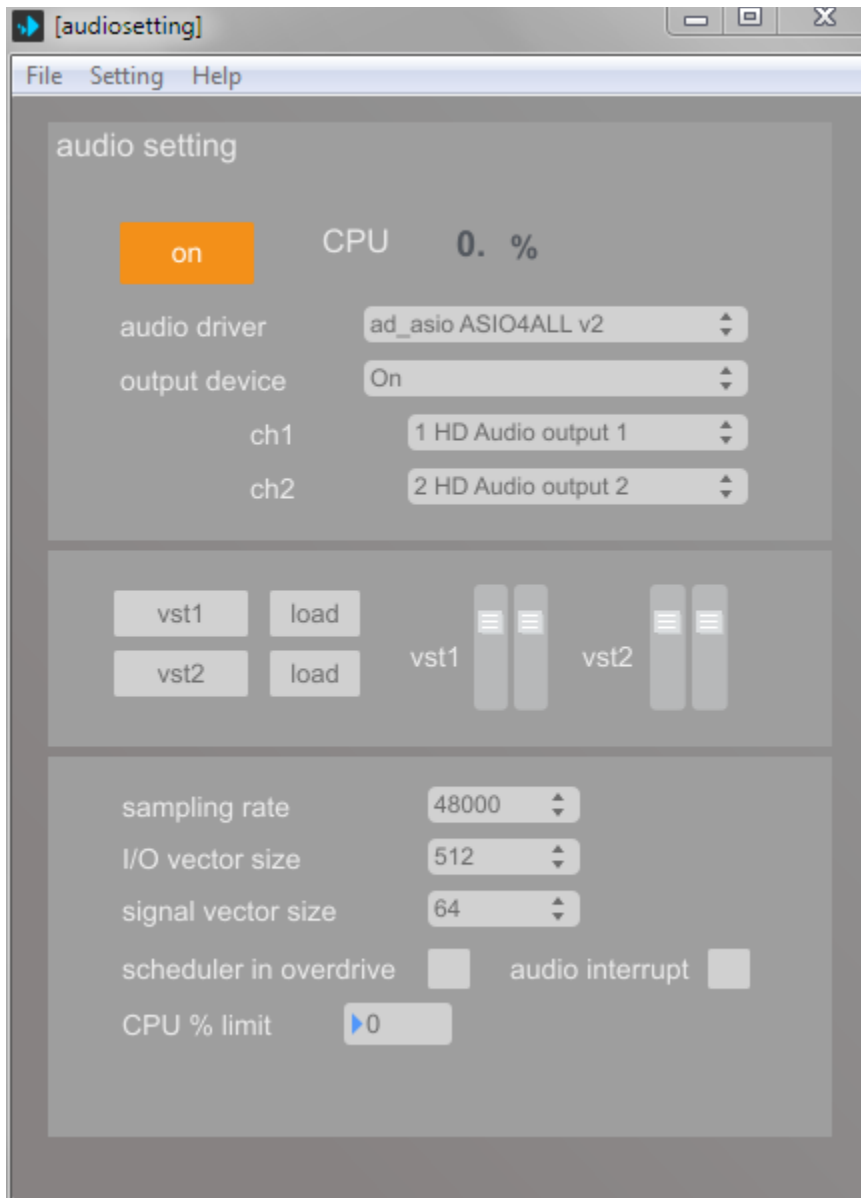 [audiosetting]
File Setting Help
audio setting
on CPU 0. %
audio driver ad_asio ASIO4ALL v2
output device On
ch1 1 HD Audio output 1
ch2 2 HD Audio output 2
vst1 load
vst2 load
vst1 vst2
sampling rate 48000
I/O vector size 512
signal vector size 64
scheduler in overdrive audio interrupt
CPU % limit 0